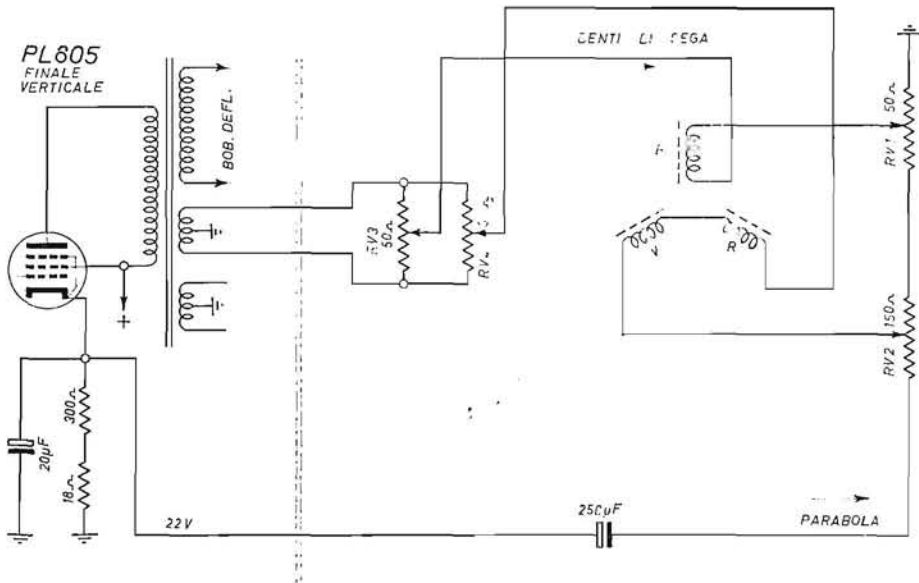 PL805
FINALE
VERTICALE
BOB. DEFL.
DENTI DI SEGA
50Ω
RV1
RV3
50Ω
R
150Ω
RV2
300Ω
20µF
18Ω
22V
250µF
PARABOLA
+